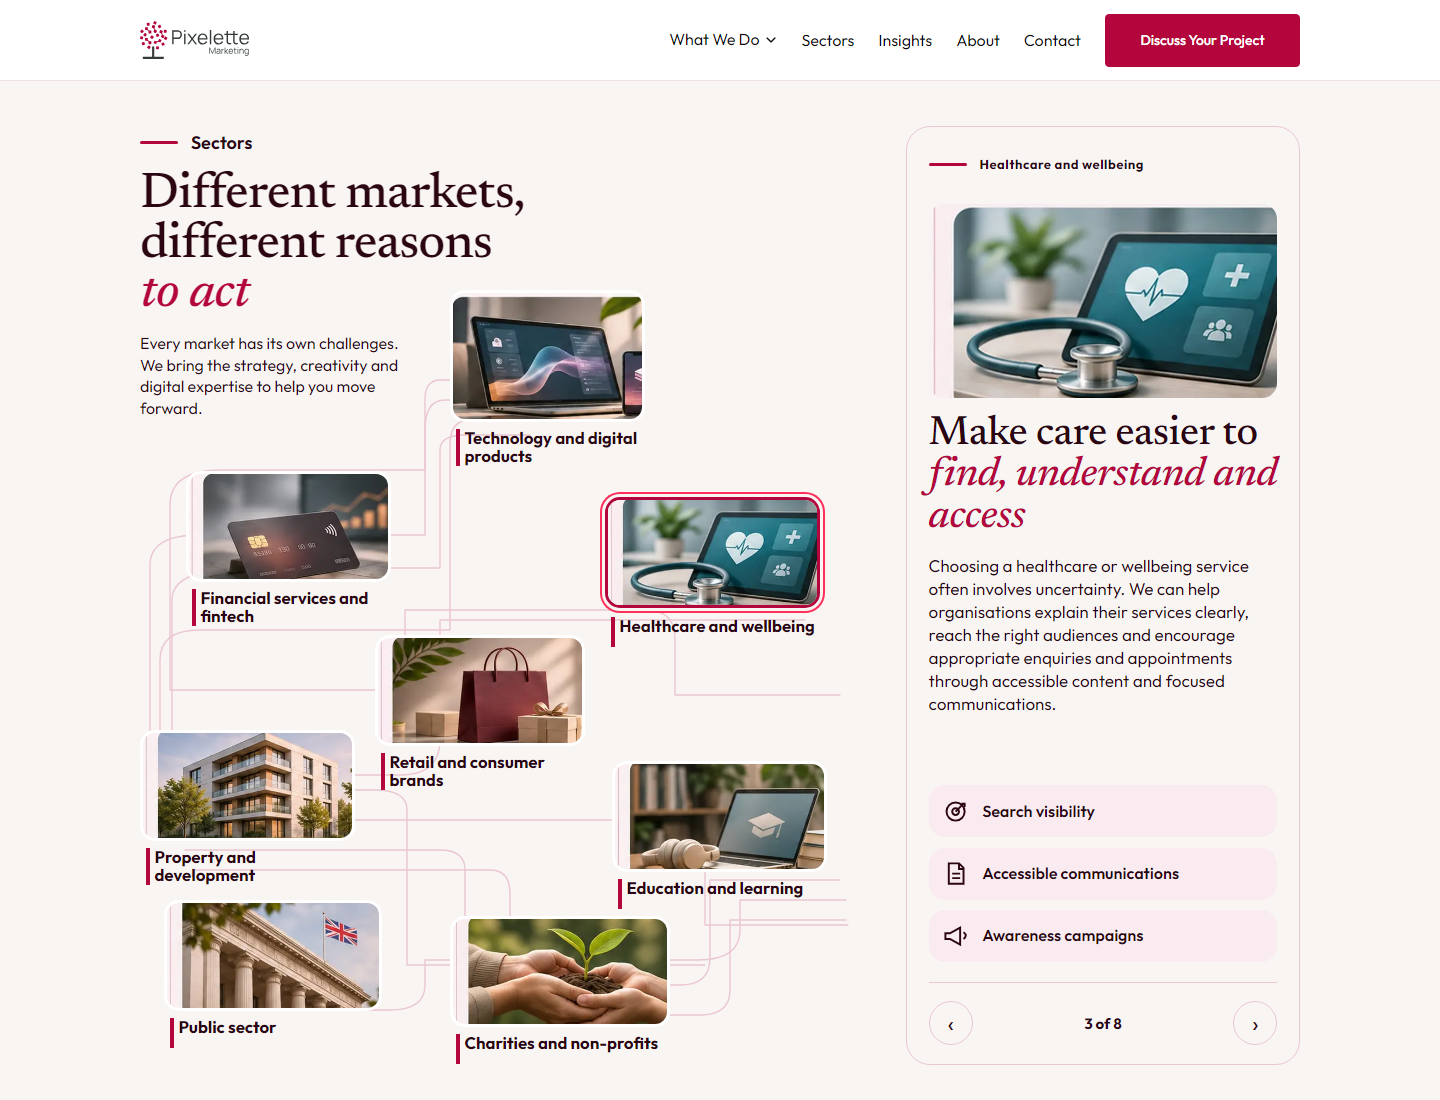 Pixelette
Marketing
What We Do
Sectors
Insights
About
Contact
Discuss Your Project
Sectors
Different markets,
different reasons
to act
Every market has its own challenges.
We bring the strategy, creativity and
digital expertise to help you move
forward.
Technology and digital
products
Financial services and
fintech
Healthcare and wellbeing
Retail and consumer
brands
Property and
development
Education and learning
Public sector
Charities and non-profits
Healthcare and wellbeing
Make care easier to
find, understand and
access
Choosing a healthcare or wellbeing service
often involves uncertainty. We can help
organisations explain their services clearly,
reach the right audiences and encourage
appropriate enquiries and appointments
through accessible content and focused
communications.
Search visibility
Accessible communications
Awareness campaigns
‹
3 of 8
›